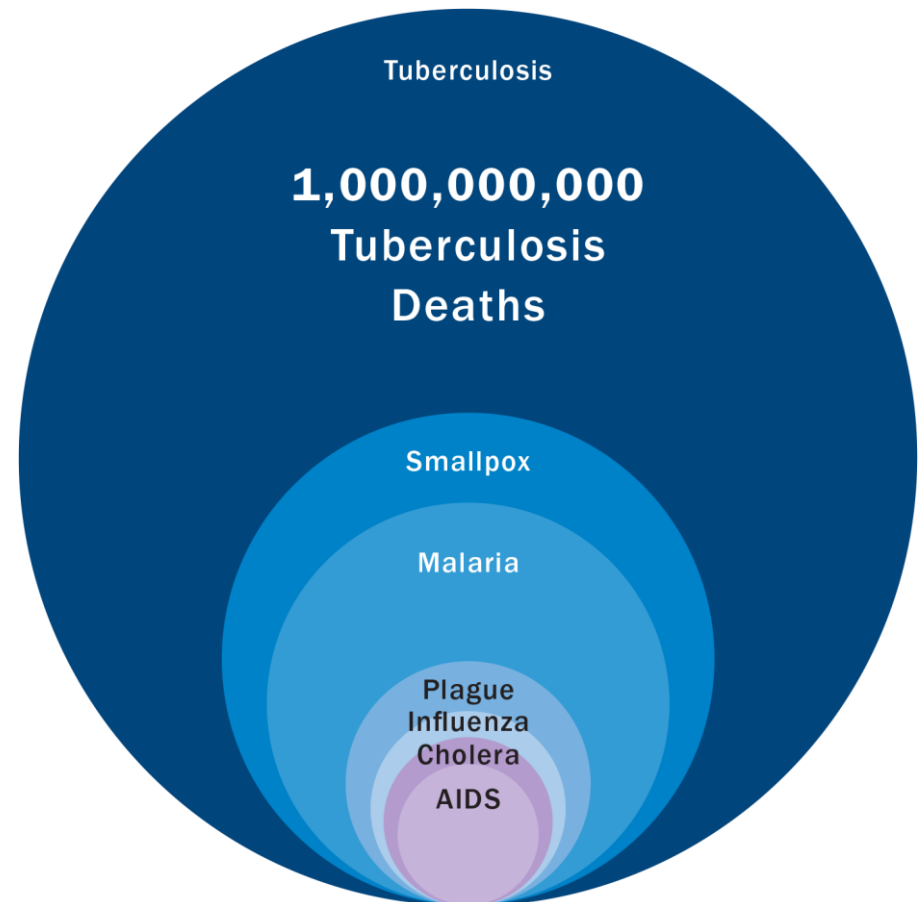 Tuberculosis
1,000,000,000
Tuberculosis
Deaths
Smallpox
Malaria
Plague
Influenza
Cholera
AIDS